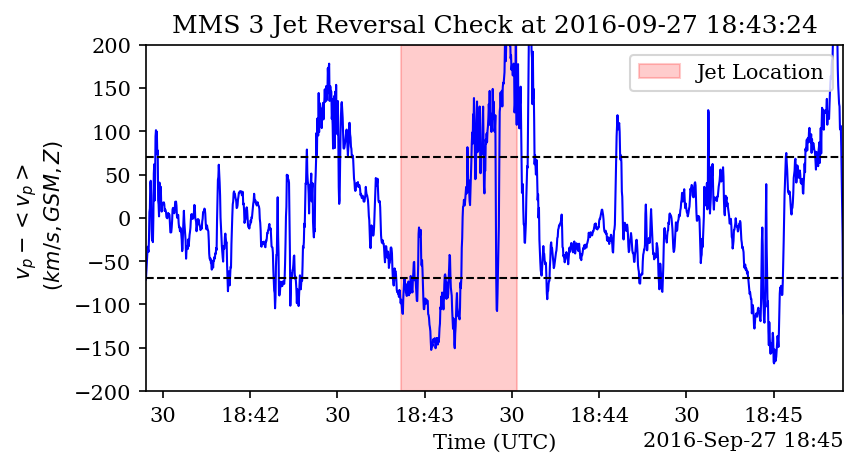 MMS 3 Jet Reversal Check at 2016-09-27 18:43:24
200
150
100
50
0
−50
−100
−150
−200
v_p − < v_p >
(km/s, GSM, Z)
Jet Location
30 18:42 30 18:43 30 18:44 30 18:45
Time (UTC)
2016-Sep-27 18:45